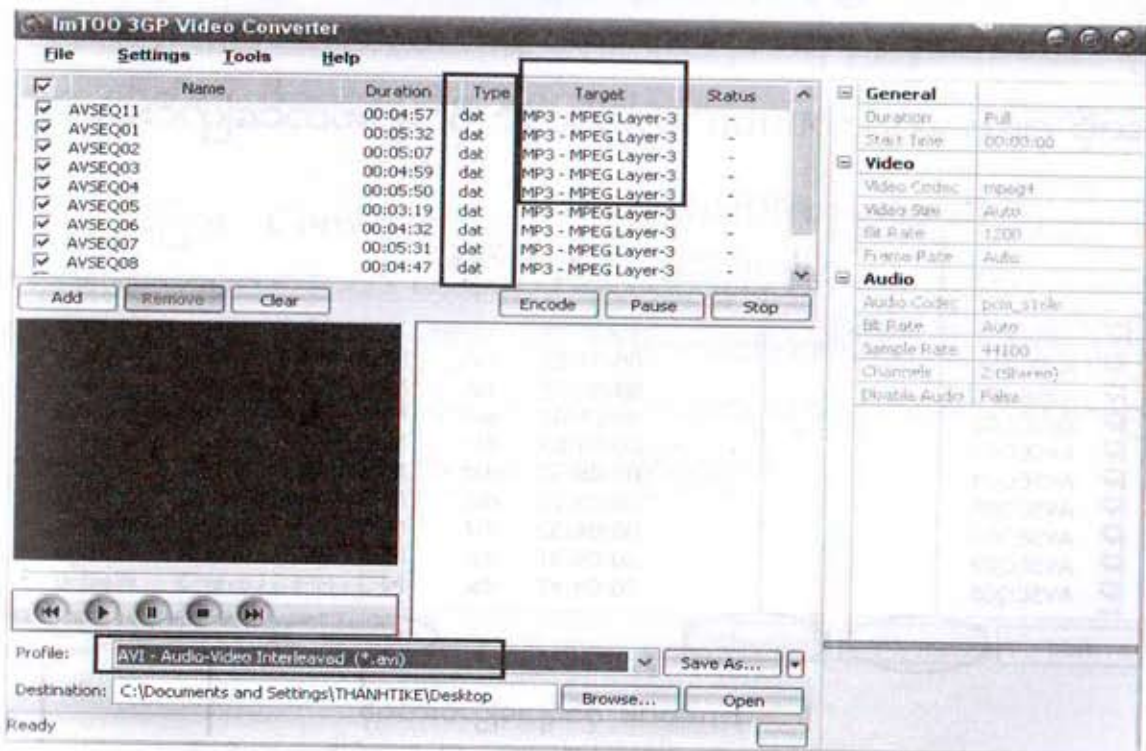 ImTOO 3GP Video Converter
File Settings Tools Help
Name Duration Type Target Status
AVSEQ11 00:04:57 dat MP3 - MPEG Layer-3 -
AVSEQ01 00:05:32 dat MP3 - MPEG Layer-3 -
AVSEQ02 00:05:07 dat MP3 - MPEG Layer-3 -
AVSEQ03 00:04:59 dat MP3 - MPEG Layer-3 -
AVSEQ04 00:05:50 dat MP3 - MPEG Layer-3 -
AVSEQ05 00:03:19 dat MP3 - MPEG Layer-3 -
AVSEQ06 00:04:32 dat MP3 - MPEG Layer-3 -
AVSEQ07 00:05:31 dat MP3 - MPEG Layer-3 -
AVSEQ08 00:04:47 dat MP3 - MPEG Layer-3 -
Add Remove Clear Encode Pause Stop
General
Duration Full
Start Time 00:00:00
Video
Video Codec mpeg4
Video Size Auto
Bit Rate 1200
Frame Rate Auto
Audio
Audio Codec
Bit Rate Auto
Sample Rate 44100
Channels 2 (Stereo)
Disable Audio False
Profile: AVI - Audio-Video Interleaved (*.avi) Save As...
Destination: C:\Documents and Settings\THANHTIKE\Desktop Browse... Open
Ready